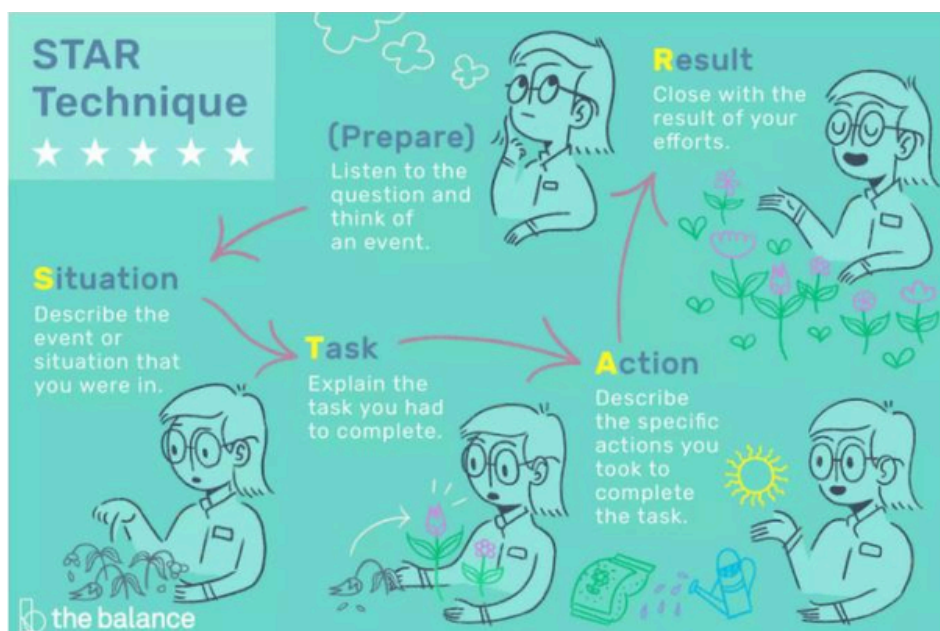 STAR
Technique
(Prepare)
Listen to the
question and
think of
an event.
Situation
Describe the
event or
situation that
you were in.
Task
Explain the
task you had
to complete.
Action
Describe
the specific
actions you
took to
complete
the task.
Result
Close with the
result of your
efforts.
the balance